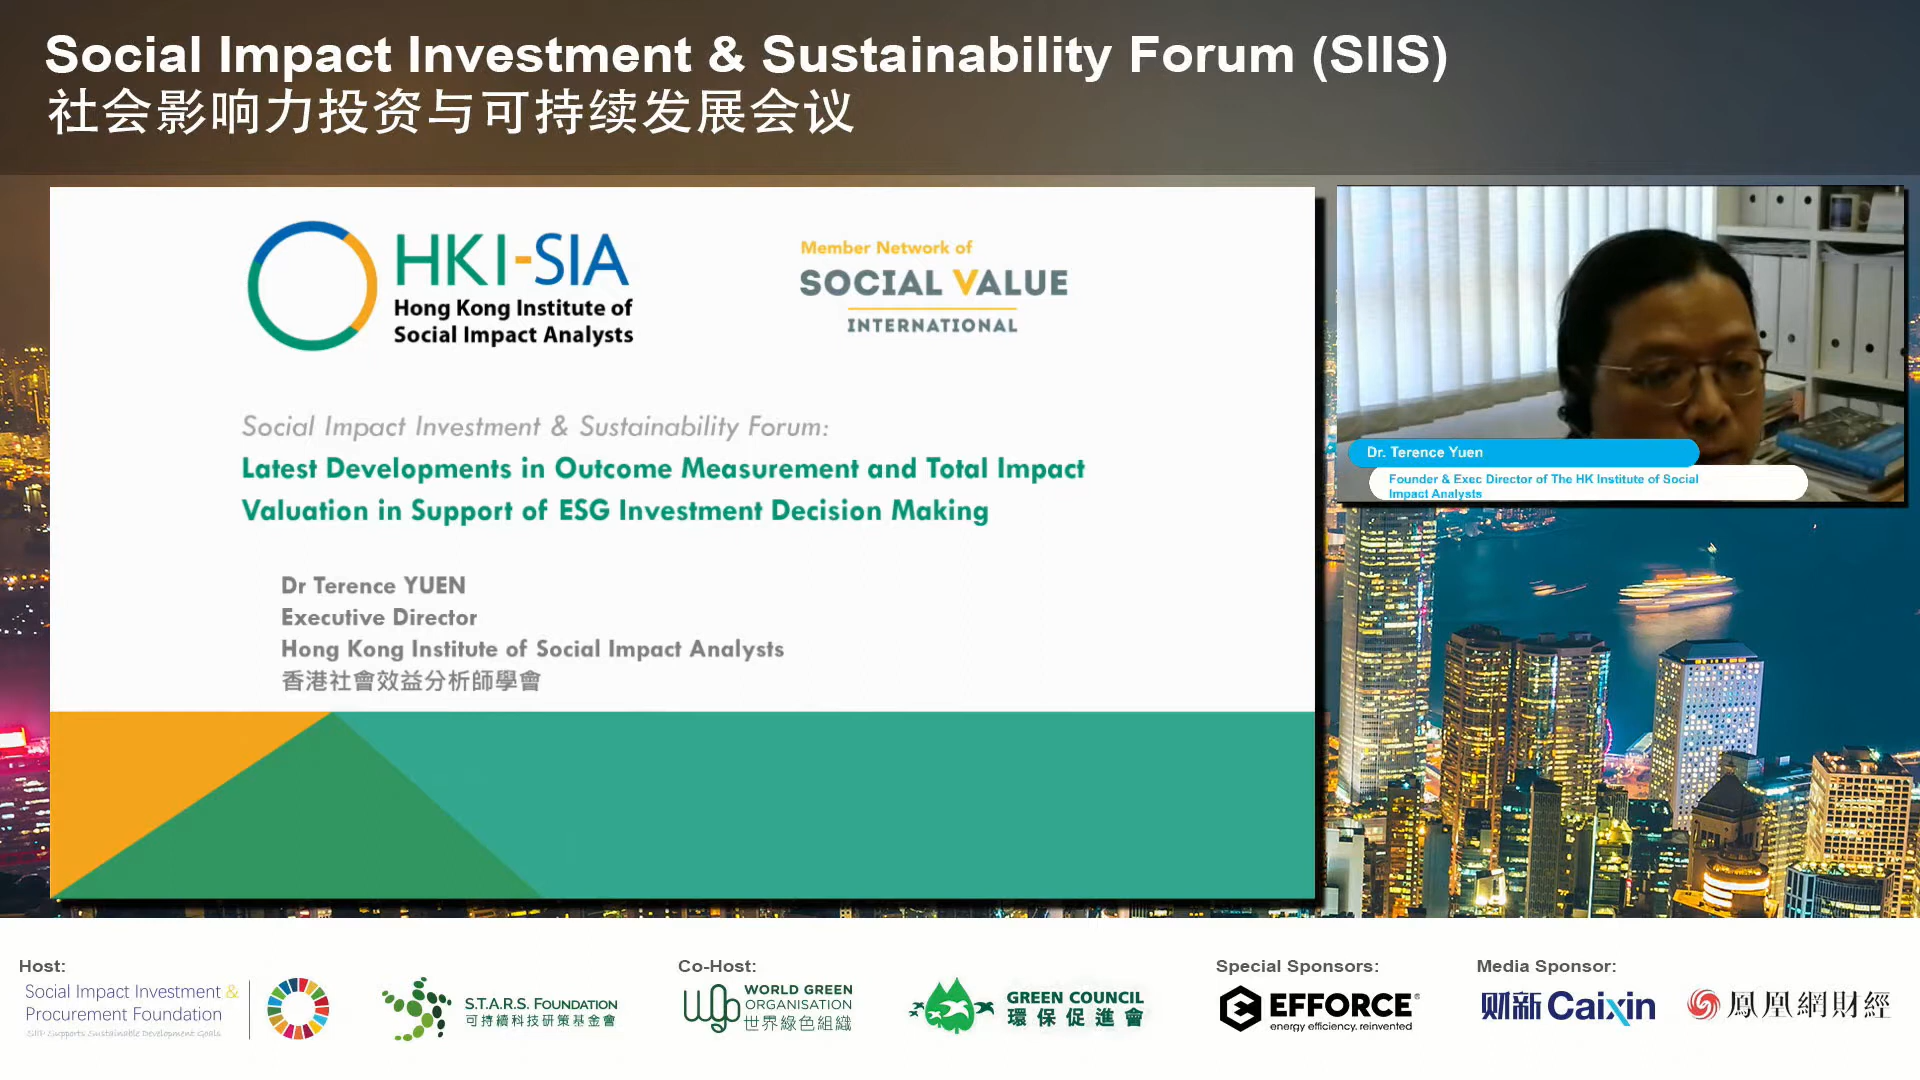 Social Impact Investment & Sustainability Forum (SIIS)
社会影响力投资与可持续发展会议
HKI-SIA
Hong Kong Institute of
Social Impact Analysts
Member Network of
SOCIAL VALUE
INTERNATIONAL
Social Impact Investment & Sustainability Forum:
Latest Developments in Outcome Measurement and Total Impact
Valuation in Support of ESG Investment Decision Making
Dr Terence YUEN
Executive Director
Hong Kong Institute of Social Impact Analysts
香港社會效益分析師學會
Dr. Terence Yuen
Founder & Exec Director of The HK Institute of Social
Impact Analysts
Host:
Social Impact Investment &
Procurement Foundation
SIIP Supports Sustainable Development Goals
S.T.A.R.S. FOUNDATION
可持續科技研策基金會
Co-Host:
WORLD GREEN
ORGANISATION
世界綠色組織
GREEN COUNCIL
環保促進會
Special Sponsors:
EFFORCE
energy efficiency. reinvented
Media Sponsor:
财新 Caixin
鳳凰網財經